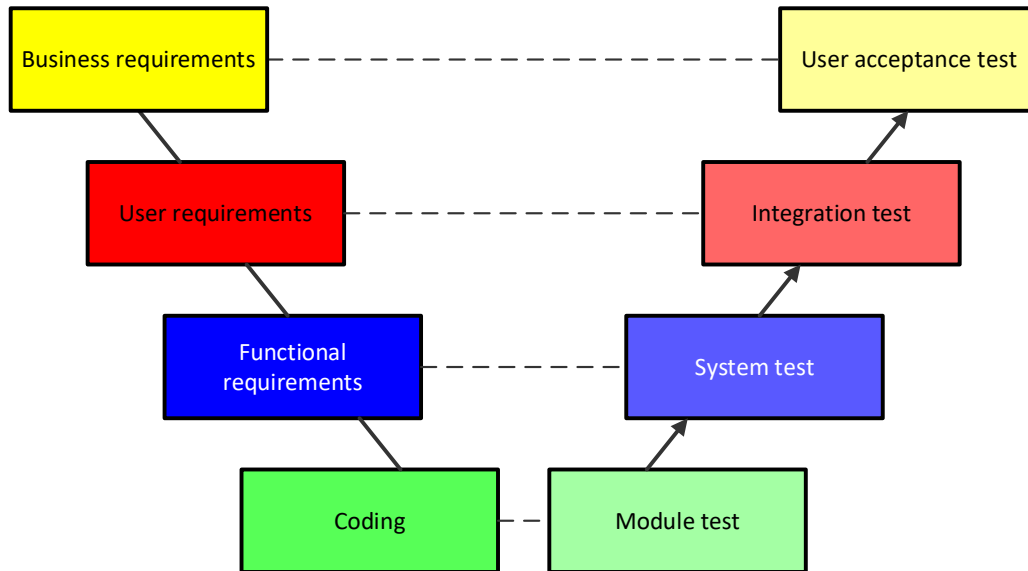 Business requirements
User acceptance test
User requirements
Integration test
Functional
requirements
System test
Coding
Module test